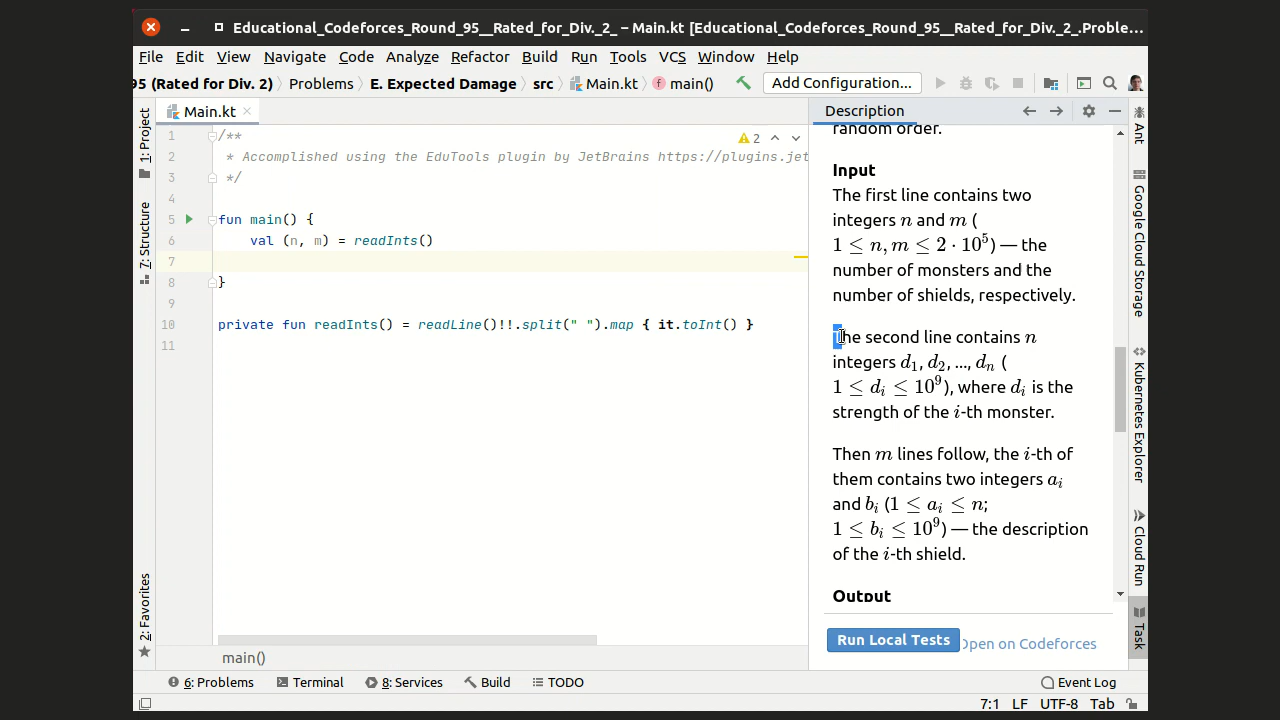 Educational_Codeforces_Round_95__Rated_for_Div._2_ – Main.kt [Educational_Codeforces_Round_95__Rated_for_Div._2_.Proble...
File Edit View Navigate Code Analyze Refactor Build Run Tools VCS Window Help
95 (Rated for Div. 2) Problems E. Expected Damage src Main.kt main() Add Configuration...
1: Project
7: Structure
2: Favorites
Main.kt
1 /**
2 * Accomplished using the EduTools plugin by JetBrains https://plugins.jet
3 */
4
5 fun main() {
6 val (n, m) = readInts()
7
8 }
9
10 private fun readInts() = readLine()!!.split(" ").map { it.toInt() }
11
2
main()
Description
random order.
Input
The first line contains two
integers n and m (
1 ≤ n, m ≤ 2 · 10⁵) — the
number of monsters and the
number of shields, respectively.
The second line contains n
integers d₁, d₂, ..., dₙ (
1 ≤ dᵢ ≤ 10⁹), where dᵢ is the
strength of the i-th monster.
Then m lines follow, the i-th of
them contains two integers aᵢ
and bᵢ (1 ≤ aᵢ ≤ n;
1 ≤ bᵢ ≤ 10⁹) — the description
of the i-th shield.
Output
Run Local Tests Open on Codeforces
Ant
Google Cloud Storage
Kubernetes Explorer
Cloud Run
Task
6: Problems Terminal 8: Services Build TODO Event Log
7:1 LF UTF-8 Tab